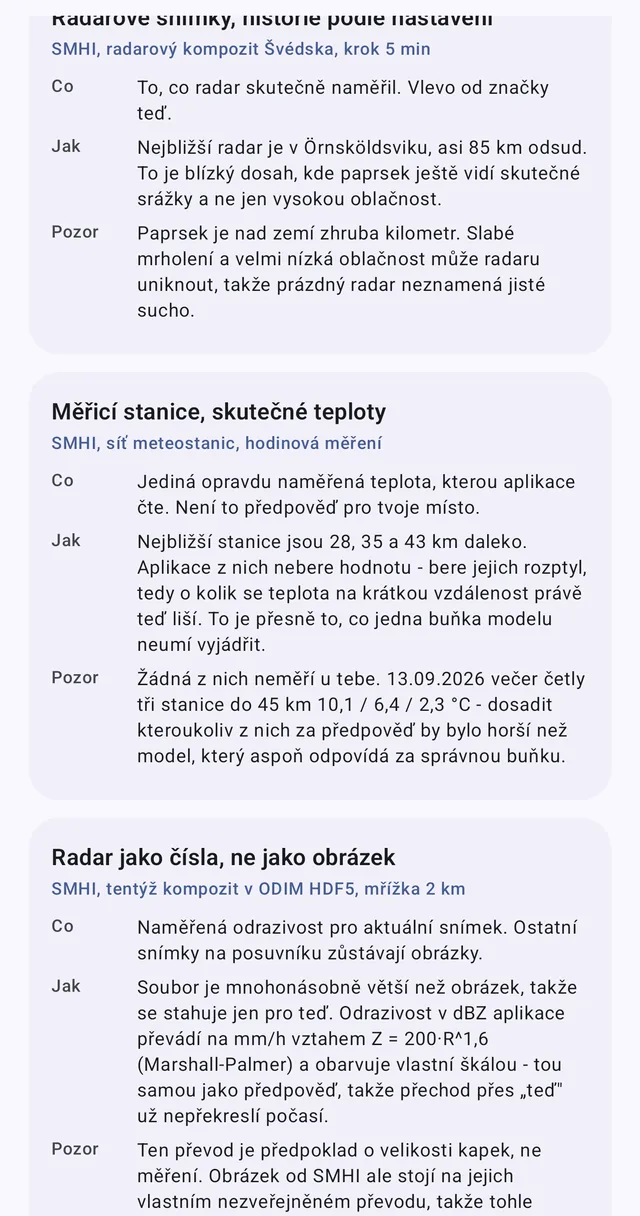 Radarové snímky, historie podle nastavení
SMHI, radarový kompozit Švédska, krok 5 min
Co
To, co radar skutečně naměřil. Vlevo od značky
teď.
Jak
Nejbližší radar je v Örnsköldsviku, asi 85 km odsud.
To je blízký dosah, kde paprsek ještě vidí skutečné
srážky a ne jen vysokou oblačnost.
Pozor
Paprsek je nad zemí zhruba kilometr. Slabé
mrholení a velmi nízká oblačnost může radaru
uniknout, takže prázdný radar neznamená jisté
sucho.
Měřicí stanice, skutečné teploty
SMHI, síť meteostanic, hodinová měření
Co
Jediná opravdu naměřená teplota, kterou aplikace
čte. Není to předpověď pro tvoje místo.
Jak
Nejbližší stanice jsou 28, 35 a 43 km daleko.
Aplikace z nich nebere hodnotu - bere jejich rozptyl,
tedy o kolik se teplota na krátkou vzdálenost právě
teď liší. To je přesně to, co jedna buňka modelu
neumí vyjádřit.
Pozor
Žádná z nich neměří u tebe. 13.09.2026 večer četly
tři stanice do 45 km 10,1 / 6,4 / 2,3 °C - dosadit
kteroukoliv z nich za předpověď by bylo horší než
model, který aspoň odpovídá za správnou buňku.
Radar jako čísla, ne jako obrázek
SMHI, tentýž kompozit v ODIM HDF5, mřížka 2 km
Co
Naměřená odrazivost pro aktuální snímek. Ostatní
snímky na posuvníku zůstávají obrázky.
Jak
Soubor je mnohonásobně větší než obrázek, takže
se stahuje jen pro teď. Odrazivost v dBZ aplikace
převádí na mm/h vztahem Z = 200·R^1,6
(Marshall-Palmer) a obarvuje vlastní škálou - tou
samou jako předpověď, takže přechod přes „teď"
už nepřekreslí počasí.
Pozor
Ten převod je předpoklad o velikosti kapek, ne
měření. Obrázek od SMHI ale stojí na jejich
vlastním nezveřejněném převodu, takže tohle